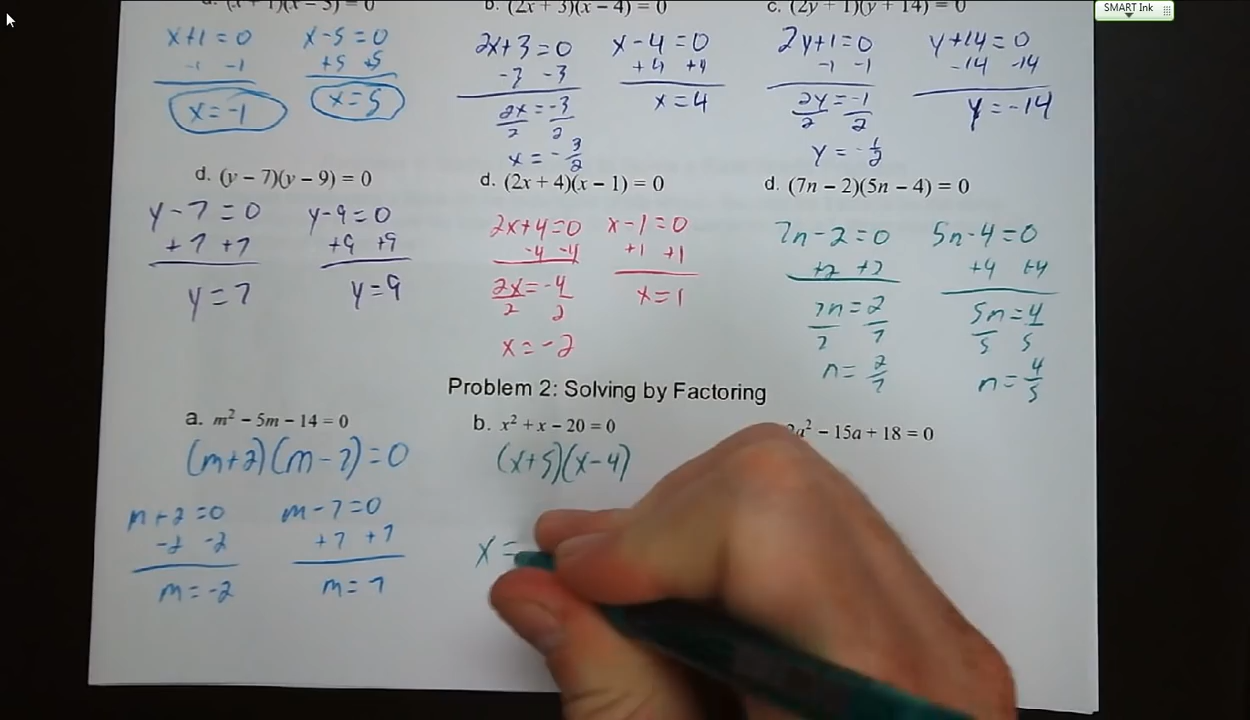 SMART Ink
b. (2x + 3)(x − 4) = 0
c. (2y + 1)(y + 14) = 0
x+1=0
-1 -1
x=-1
x-5=0
+5 +5
x=5
2x+3=0
-3 -3
2x=-3
2 2
x=-3/2
x-4=0
+4 +4
x=4
2y+1=0
-1 -1
2y=-1
2 2
y=-1/2
y+14=0
-14 -14
y=-14
d. (y − 7)(y − 9) = 0
y-7=0
+7 +7
y=7
y-9=0
+9 +9
y=9
d. (2x + 4)(x − 1) = 0
2x+4=0
-4 -4
2x=-4
2 2
x=-2
x-1=0
+1 +1
x=1
d. (7n − 2)(5n − 4) = 0
7n-2=0
+2 +2
7n=2
7 7
n=2/7
5n-4=0
+4 +4
5n=4
5 5
n=4/5
Problem 2: Solving by Factoring
a. m² − 5m − 14 = 0
(m+2)(m-7)=0
m+2=0
-2 -2
m=-2
m-7=0
+7 +7
m=7
b. x² + x − 20 = 0
(x+5)(x-4)
x=
a² − 15a + 18 = 0